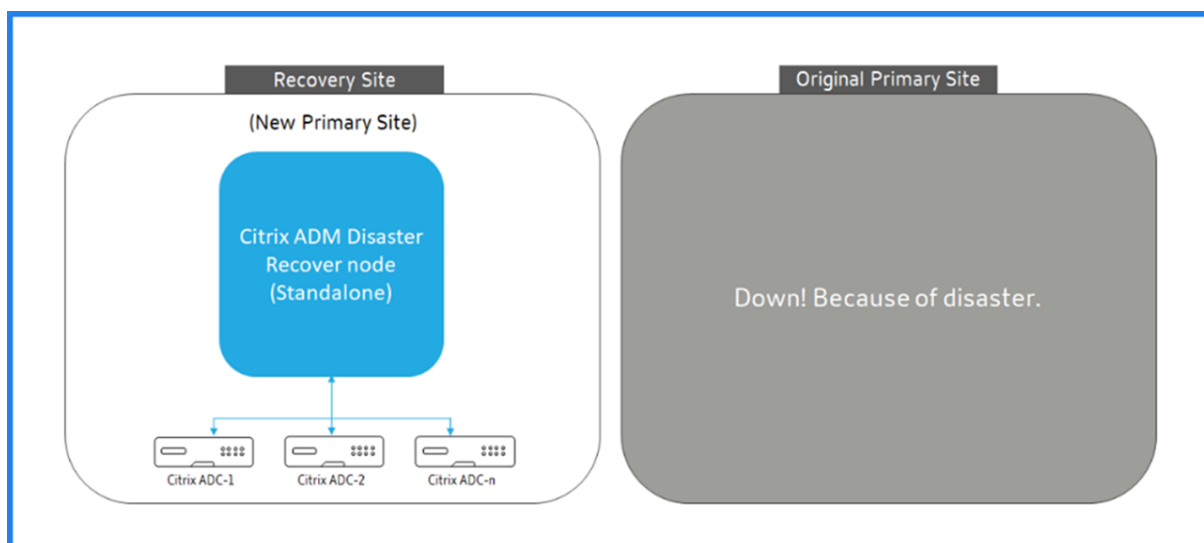 Recovery Site
(New Primary Site)
Citrix ADM Disaster
Recover node
(Standalone)
Citrix ADC-1
Citrix ADC-2
Citrix ADC-n
Original Primary Site
Down! Because of disaster.